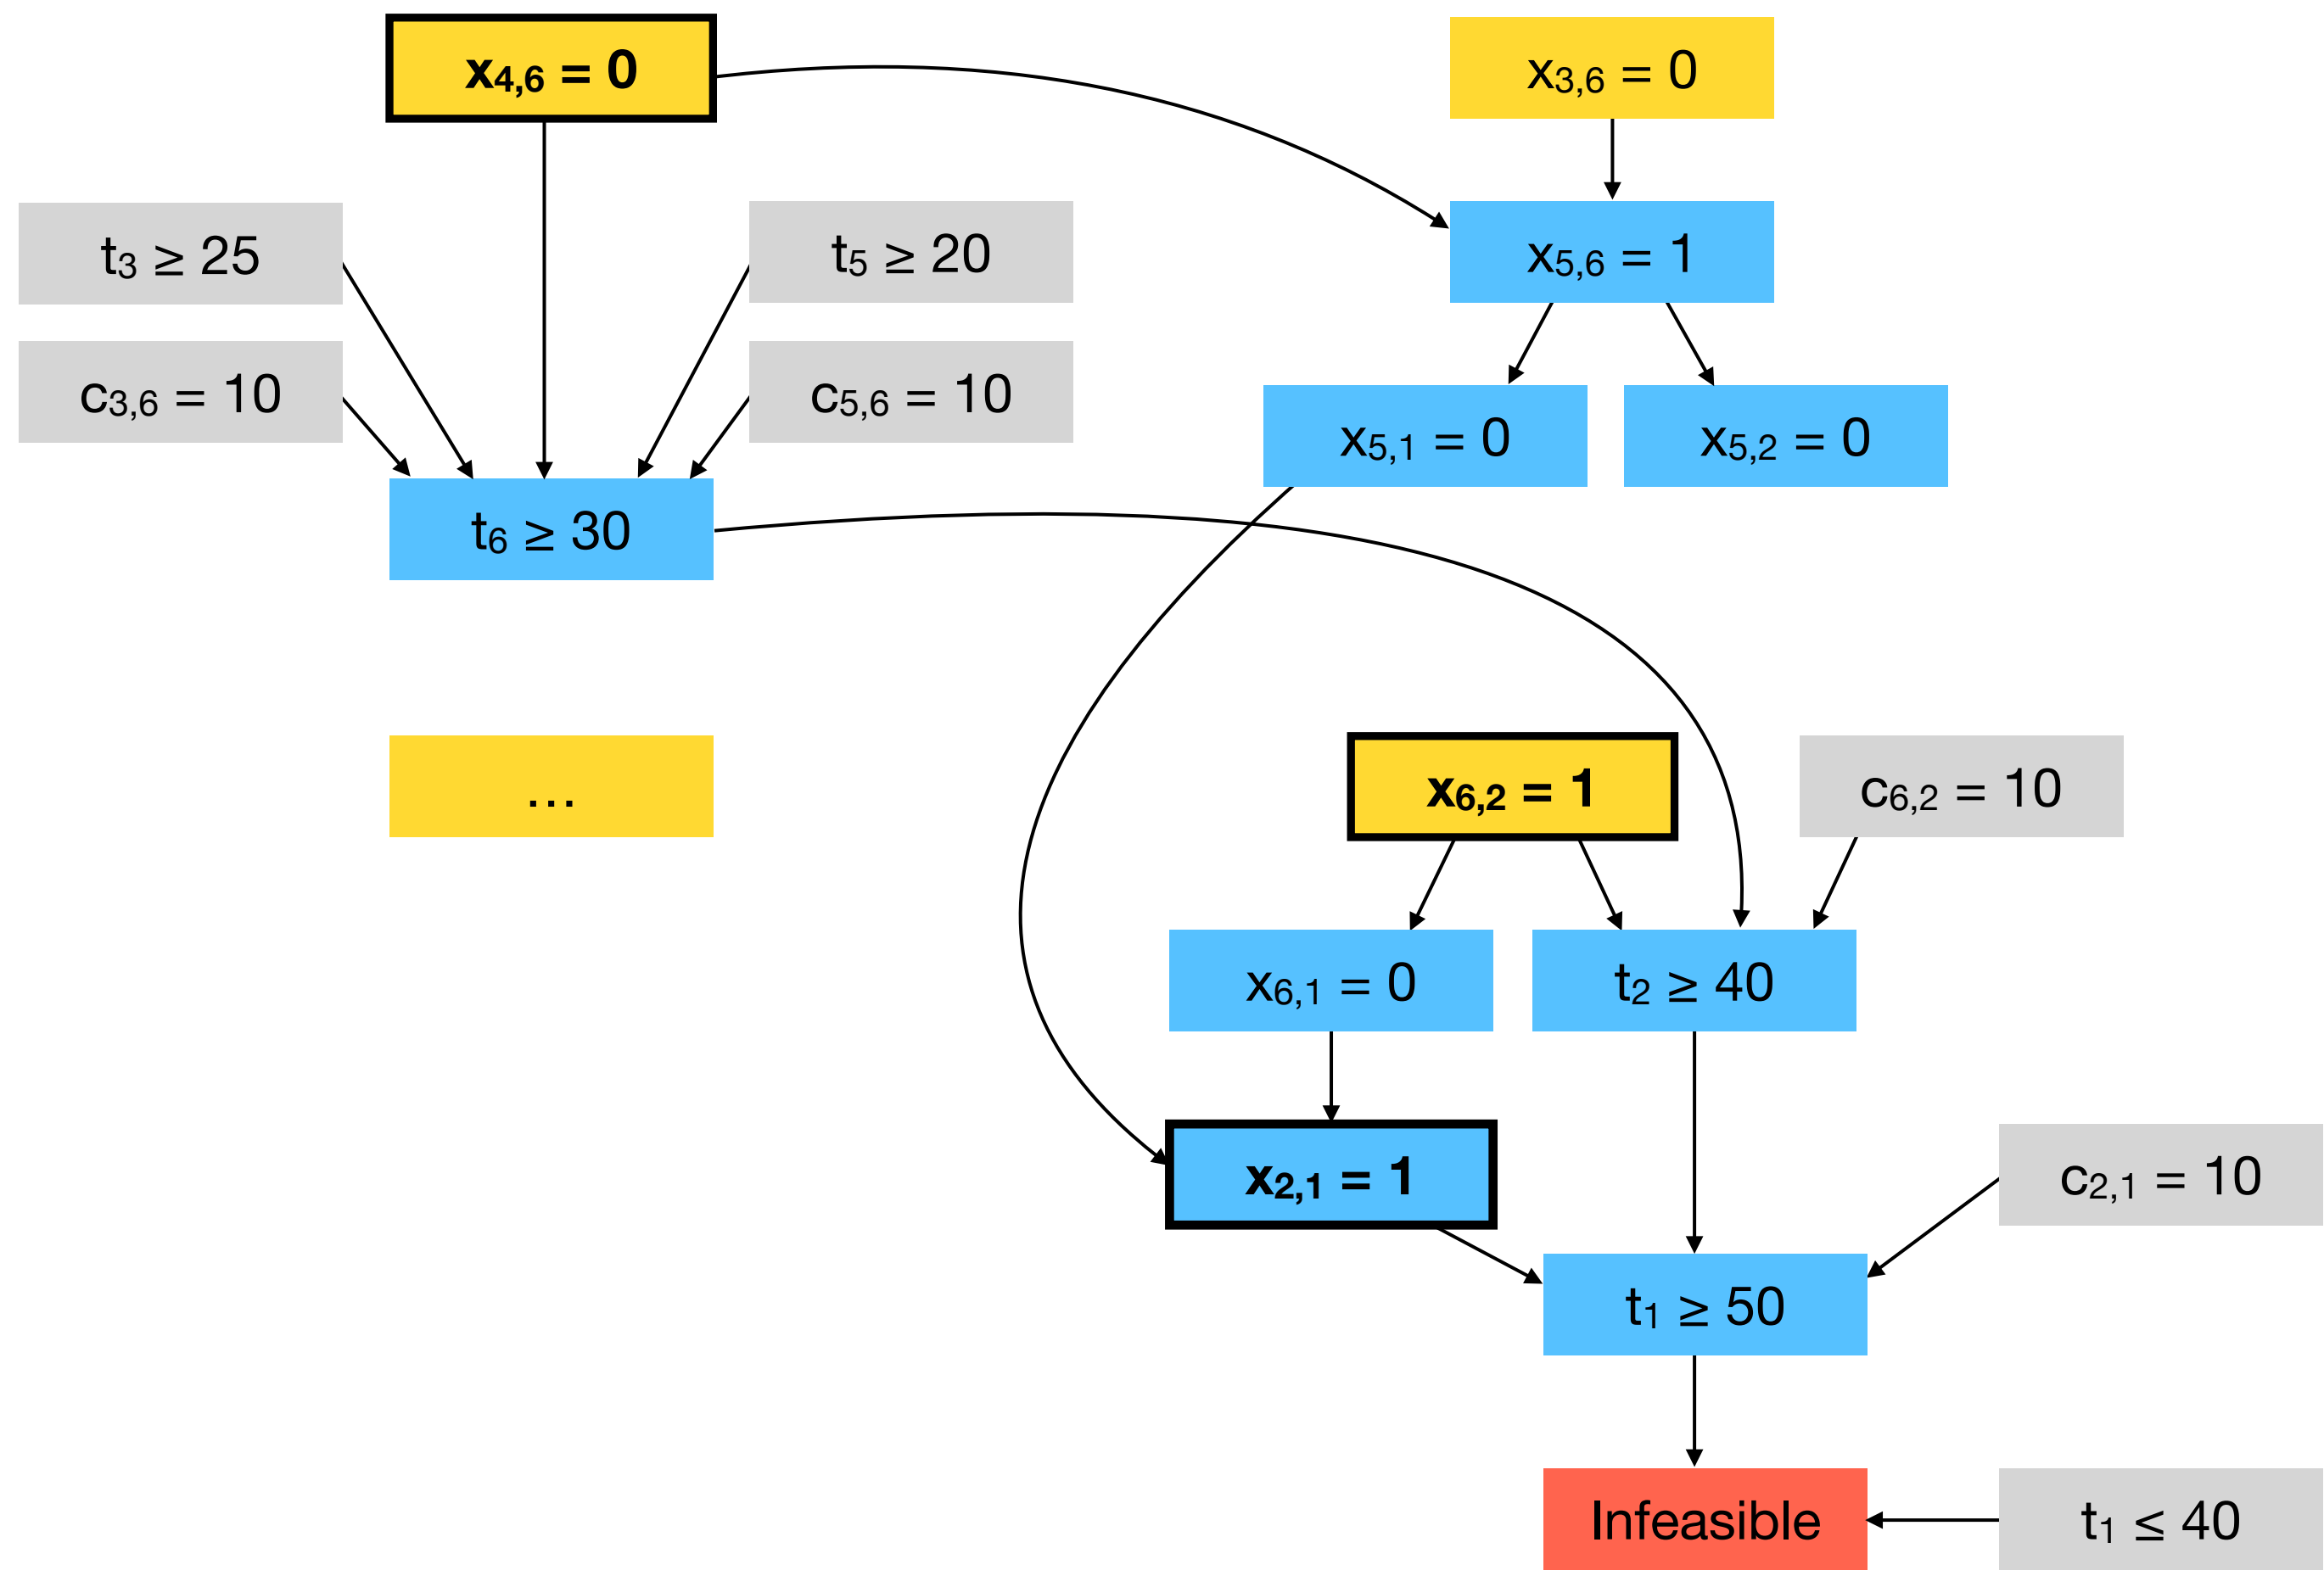 x₄,₆ = 0
x₃,₆ = 0
t₃ ≥ 25
t₅ ≥ 20
x₅,₆ = 1
c₃,₆ = 10
c₅,₆ = 10
x₅,₁ = 0
x₅,₂ = 0
t₆ ≥ 30
...
x₆,₂ = 1
c₆,₂ = 10
x₆,₁ = 0
t₂ ≥ 40
x₂,₁ = 1
c₂,₁ = 10
t₁ ≥ 50
Infeasible
t₁ ≤ 40